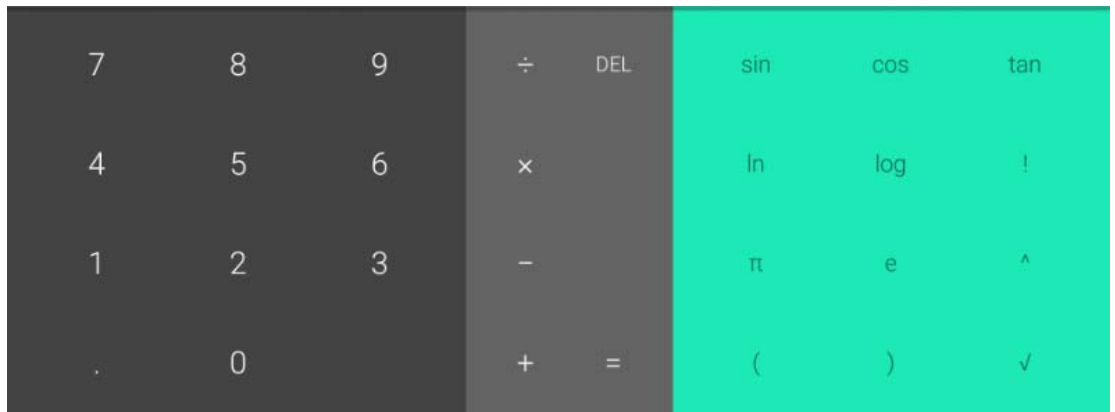 7 8 9 ÷ DEL sin cos tan
4 5 6 × ln log !
1 2 3 − π e ^
. 0 + = ( ) √